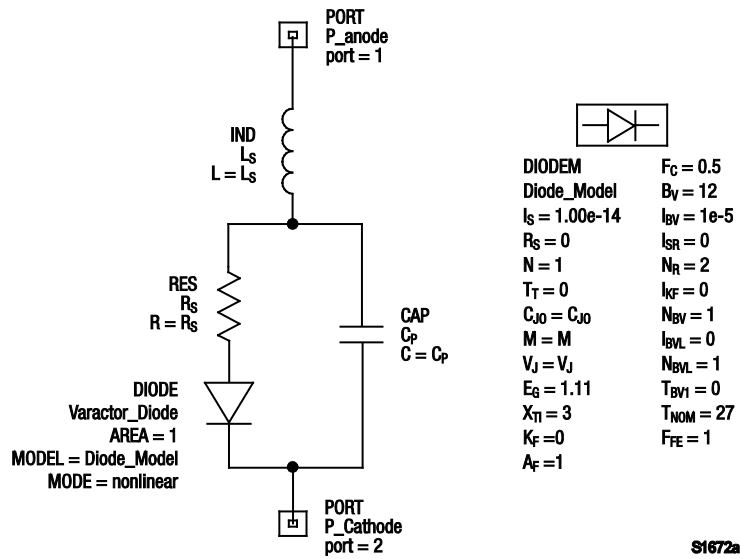 PORT
P_anode
port = 1
IND
LS
L = LS
RES
RS
R = RS
CAP
CP
C = CP
DIODE
Varactor_Diode
AREA = 1
MODEL = Diode_Model
MODE = nonlinear
PORT
P_Cathode
port = 2
DIODEM
Diode_Model
IS = 1.00e-14
RS = 0
N = 1
TT = 0
CJO = CJO
M = M
VJ = VJ
EG = 1.11
XTI = 3
KF =0
AF =1
FC = 0.5
BV = 12
IBV = 1e-5
ISR = 0
NR = 2
IKF = 0
NBV = 1
IBVL = 0
NBVL = 1
TBV1 = 0
TNOM = 27
FFE = 1
S1672a